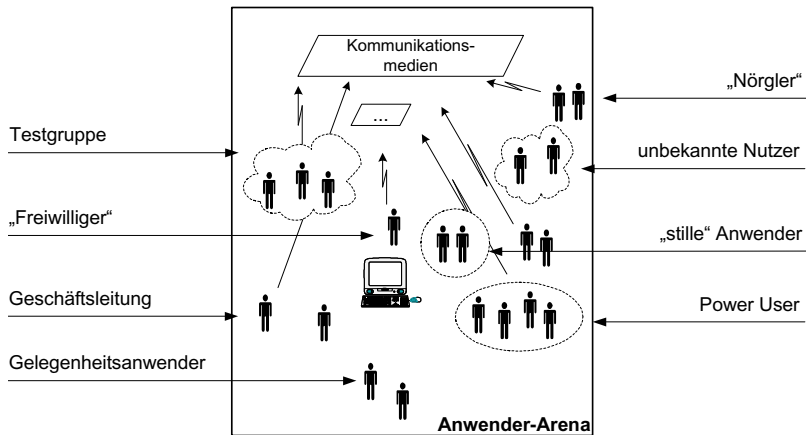 Kommunikations-
medien
...
Testgruppe
„Freiwilliger“
Geschäftsleitung
Gelegenheitsanwender
„Nörgler“
unbekannte Nutzer
„stille“ Anwender
Power User
Anwender-Arena